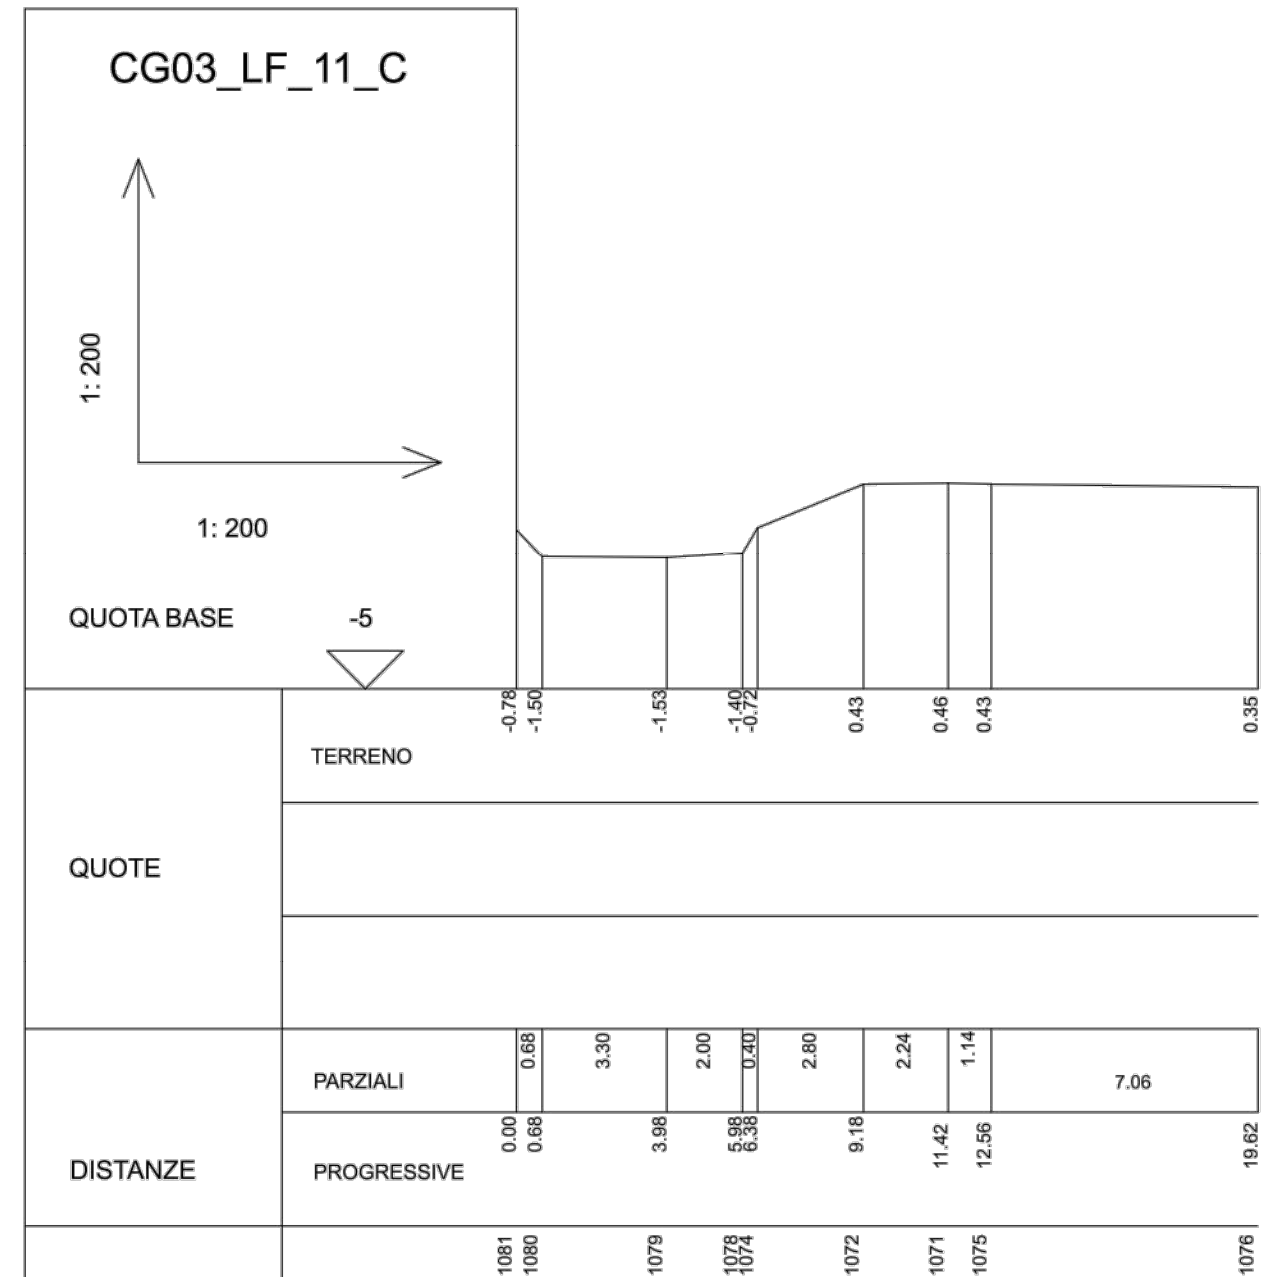 CG03_LF_11_C
1: 200
1: 200
QUOTA BASE -5
-0.78 -1.50 -1.53 -1.40 -0.72 0.43 0.46 0.43 0.35
TERRENO
QUOTE
0.68 3.30 2.00 0.40 2.80 2.24 1.14 7.06
PARZIALI
0.00 0.68 3.98 5.98 6.38 9.18 11.42 12.56 19.62
DISTANZE
PROGRESSIVE
1081 1080 1079 1078 1074 1072 1071 1075 1076